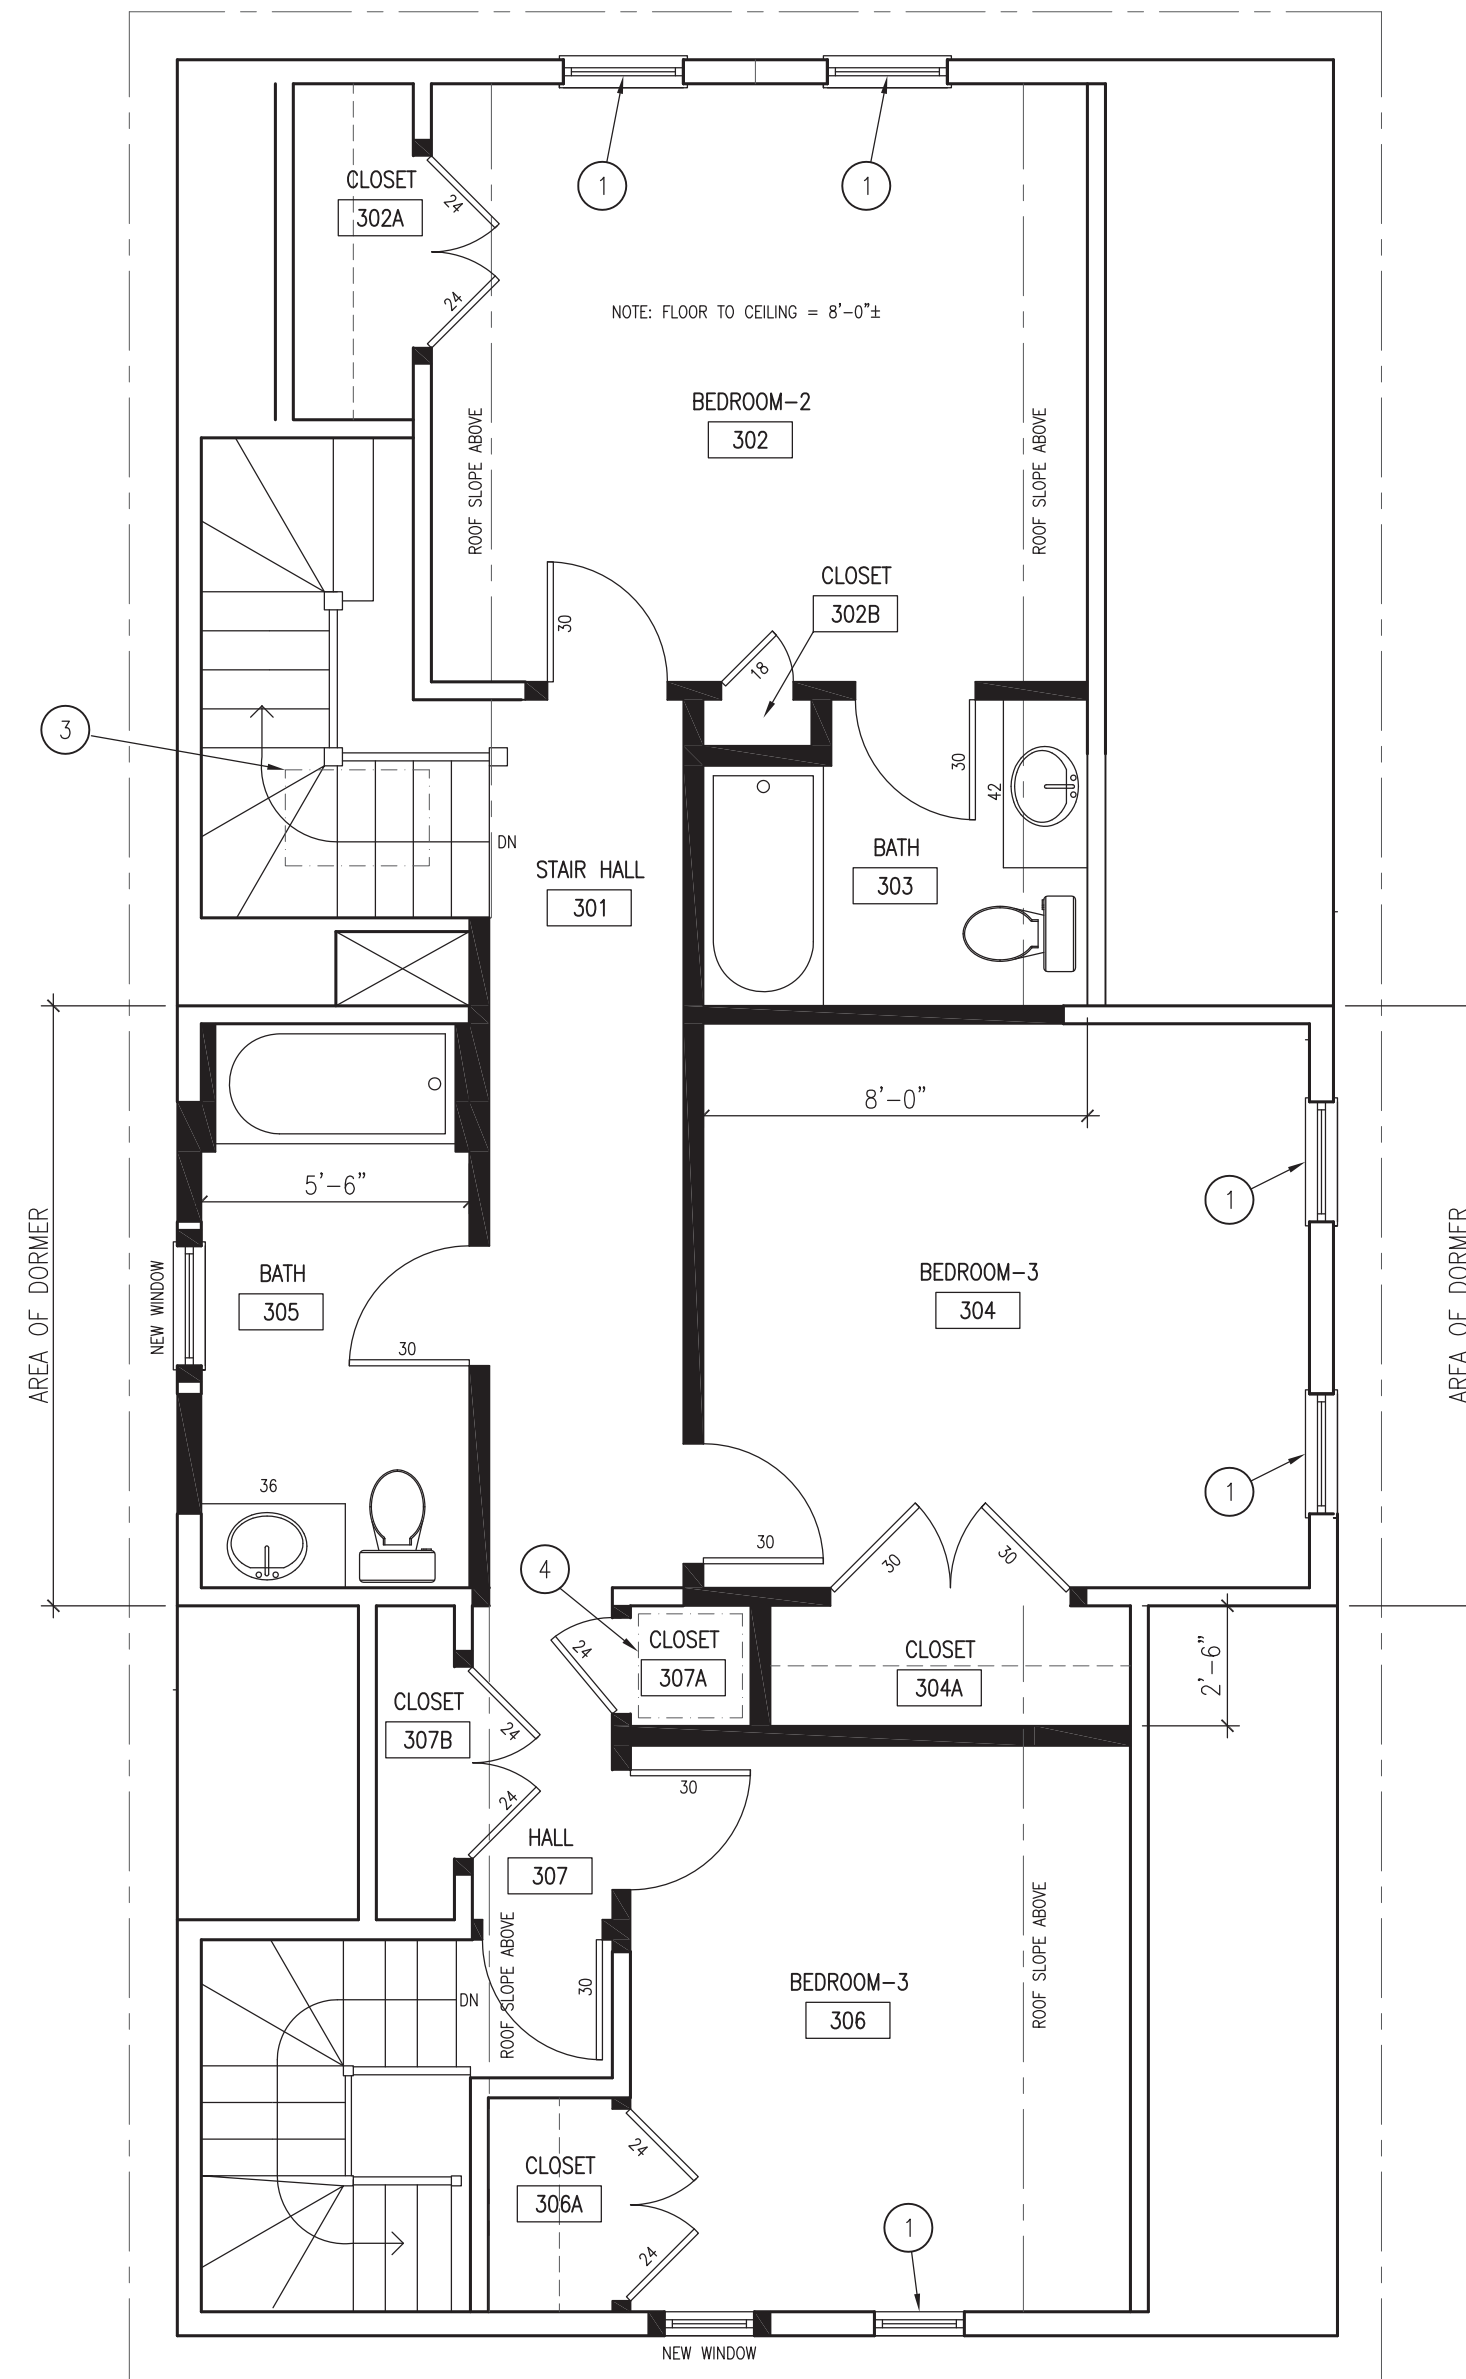 1
1
CLOSET
302A
24
24
NOTE: FLOOR TO CEILING = 8'-0"±
BEDROOM-2
302
ROOF SLOPE ABOVE
ROOF SLOPE ABOVE
CLOSET
302B
30
18
3
30
42
DN
BATH
303
STAIR HALL
301
8'-0"
5'-6"
1
AREA OF DORMER
NEW WINDOW
BATH
305
30
BEDROOM-3
304
AREA OF DORMER
36
1
30
30
30
4
24
CLOSET
307A
CLOSET
304A
2'-6"
CLOSET
307B
24
24
30
HALL
307
ROOF SLOPE ABOVE
ROOF SLOPE ABOVE
DN
30
BEDROOM-3
306
CLOSET
306A
24
24
1
NEW WINDOW